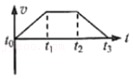 v
t₀ t₁ t₂ t₃ t